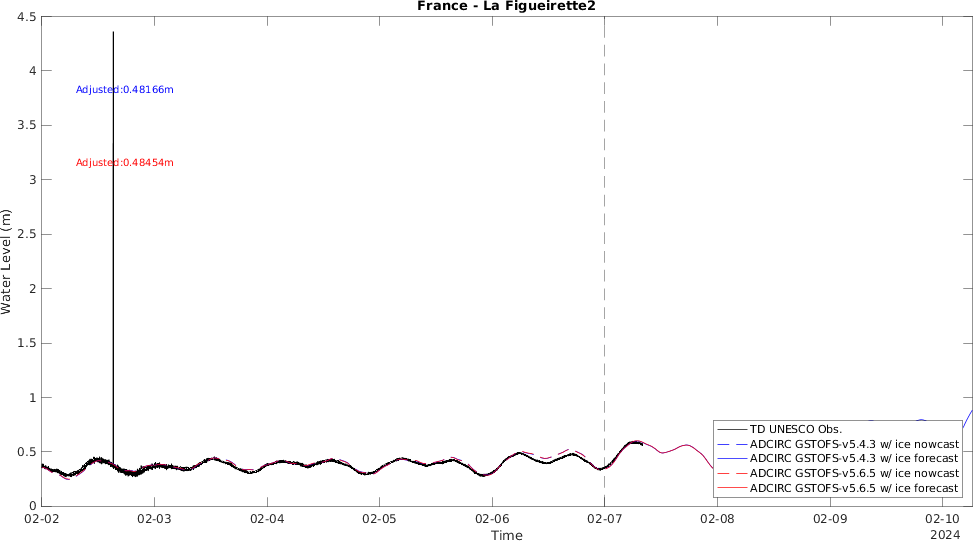 France - La Figueirette2
4.5
4
3.5
3
2.5
2
1.5
1
0.5
0
Water Level (m)
Adjusted:0.48166m
Adjusted:0.48454m
TD UNESCO Obs.
ADCIRC GSTOFS-v5.4.3 w/ ice nowcast
ADCIRC GSTOFS-v5.4.3 w/ ice forecast
ADCIRC GSTOFS-v5.6.5 w/ ice nowcast
ADCIRC GSTOFS-v5.6.5 w/ ice forecast
02-02 02-03 02-04 02-05 02-06 02-07 02-08 02-09 02-10
Time
2024